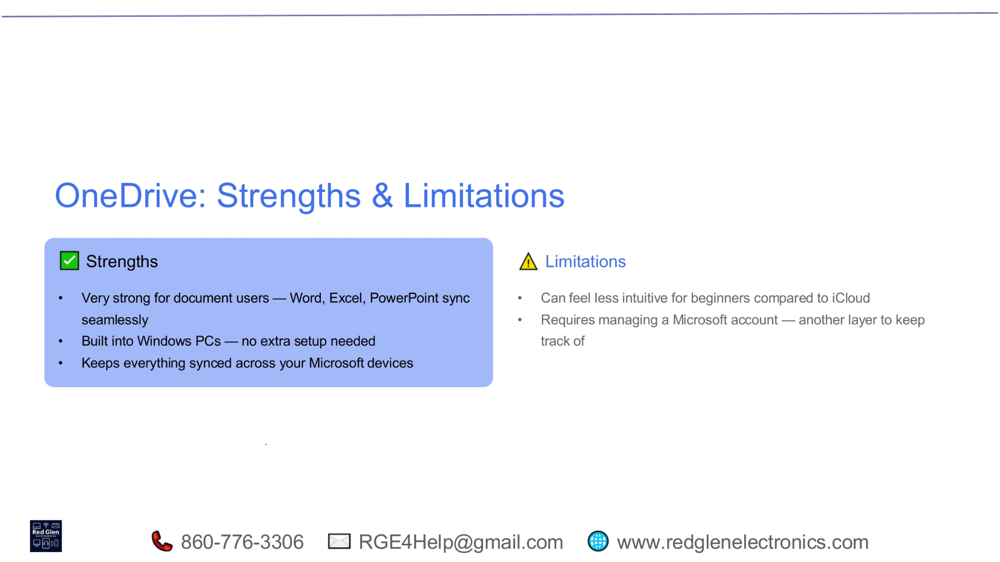 OneDrive: Strengths & Limitations
Strengths
• Very strong for document users — Word, Excel, PowerPoint sync
seamlessly
• Built into Windows PCs — no extra setup needed
• Keeps everything synced across your Microsoft devices
Limitations
• Can feel less intuitive for beginners compared to iCloud
• Requires managing a Microsoft account — another layer to keep
track of
.
Red Glen
ELECTRONICS
860-776-3306 RGE4Help@gmail.com www.redglenelectronics.com